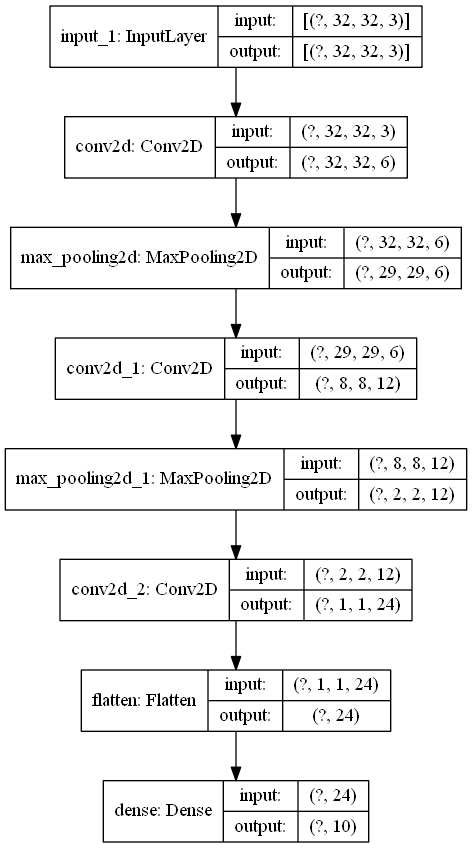 input_1: InputLayer
input: [(?, 32, 32, 3)]
output: [(?, 32, 32, 3)]
conv2d: Conv2D
input: (?, 32, 32, 3)
output: (?, 32, 32, 6)
max_pooling2d: MaxPooling2D
input: (?, 32, 32, 6)
output: (?, 29, 29, 6)
conv2d_1: Conv2D
input: (?, 29, 29, 6)
output: (?, 8, 8, 12)
max_pooling2d_1: MaxPooling2D
input: (?, 8, 8, 12)
output: (?, 2, 2, 12)
conv2d_2: Conv2D
input: (?, 2, 2, 12)
output: (?, 1, 1, 24)
flatten: Flatten
input: (?, 1, 1, 24)
output: (?, 24)
dense: Dense
input: (?, 24)
output: (?, 10)